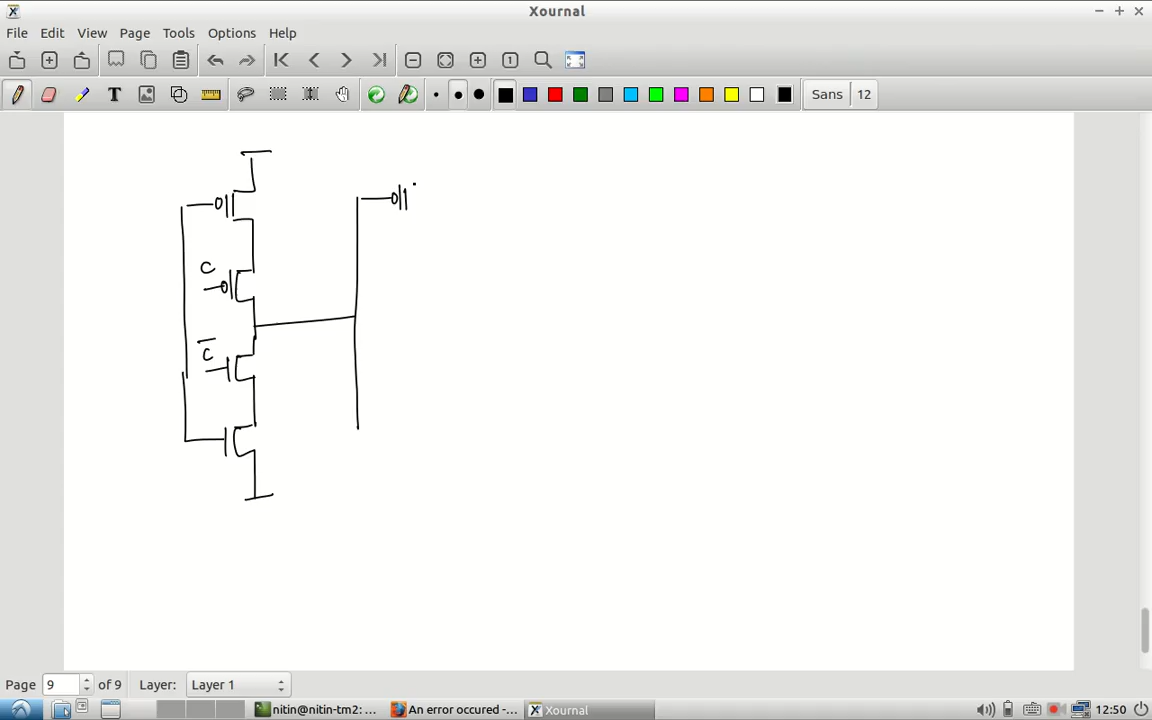 Xournal
File Edit View Page Tools Options Help
T Sans 12
C
C̅
Page 9 of 9 Layer: Layer 1
nitin@nitin-tm2: ... An error occured -... Xournal 12:50